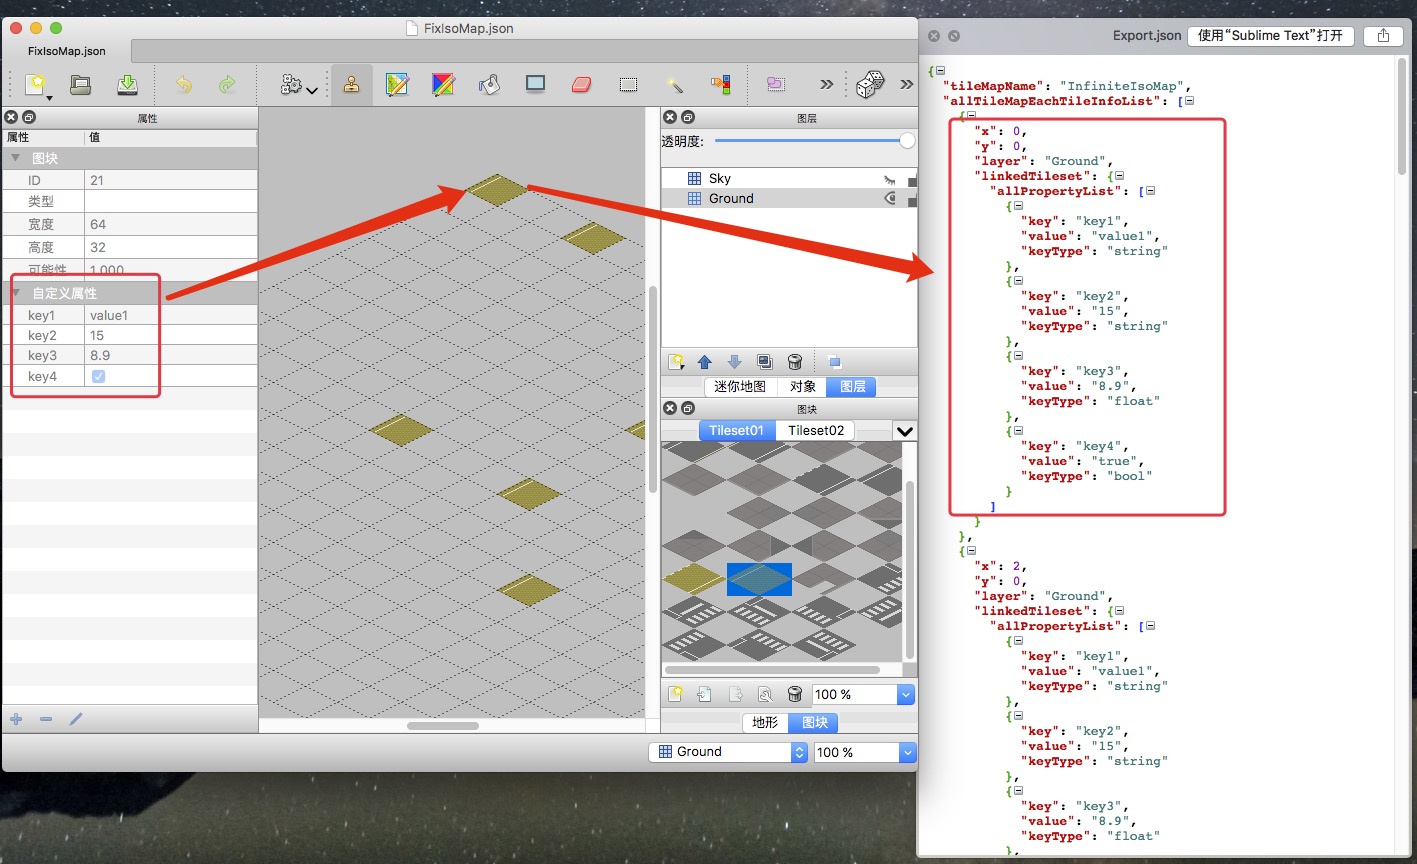 FixIsoMap.json
FixIsoMap.json
属性
属性 值
图块
ID 21
类型
宽度 64
高度 32
可能性 1.000
自定义属性
key1 value1
key2 15
key3 8.9
key4
图层
透明度:
Sky
Ground
迷你地图 对象 图层
图块
Tileset01 Tileset02
100 %
地形 图块
Ground 100 %
Export.json 使用“Sublime Text”打开
{
"tileMapName": "InfiniteIsoMap",
"allTileMapEachTileInfoList": [
{
"x": 0,
"y": 0,
"layer": "Ground",
"linkedTileset": {
"allPropertyList": [
{
"key": "key1",
"value": "value1",
"keyType": "string"
},
{
"key": "key2",
"value": "15",
"keyType": "string"
},
{
"key": "key3",
"value": "8.9",
"keyType": "float"
},
{
"key": "key4",
"value": "true",
"keyType": "bool"
}
]
}
},
{
"x": 2,
"y": 0,
"layer": "Ground",
"linkedTileset": {
"allPropertyList": [
{
"key": "key1",
"value": "value1",
"keyType": "string"
},
{
"key": "key2",
"value": "15",
"keyType": "string"
},
{
"key": "key3",
"value": "8.9",
"keyType": "float"
},